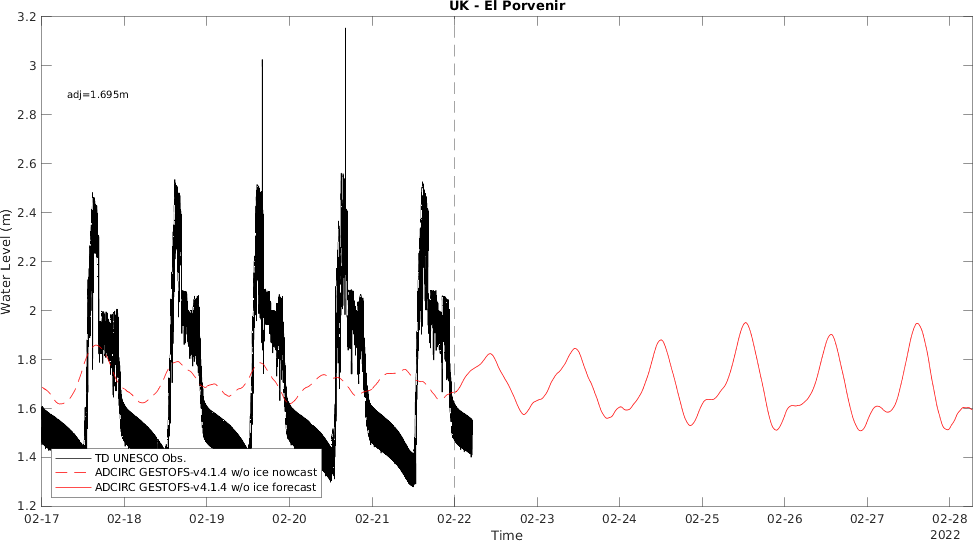 UK - El Porvenir
3.2
3
2.8
2.6
2.4
2.2
2
1.8
1.6
1.4
1.2
Water Level (m)
adj=1.695m
TD UNESCO Obs.
ADCIRC GESTOFS-v4.1.4 w/o ice nowcast
ADCIRC GESTOFS-v4.1.4 w/o ice forecast
02-17 02-18 02-19 02-20 02-21 02-22 02-23 02-24 02-25 02-26 02-27 02-28
Time
2022